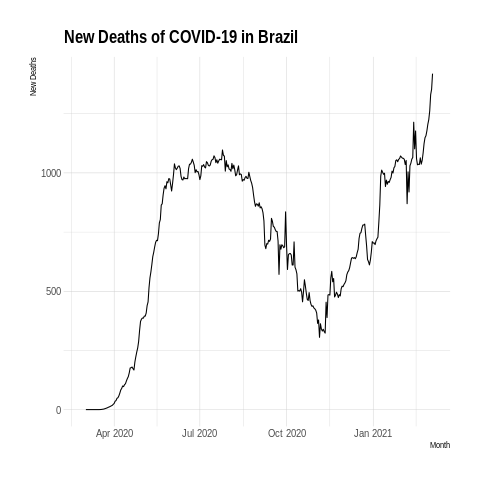 New Deaths of COVID-19 in Brazil
New Deaths
1000
500
0
Apr 2020
Jul 2020
Oct 2020
Jan 2021
Month